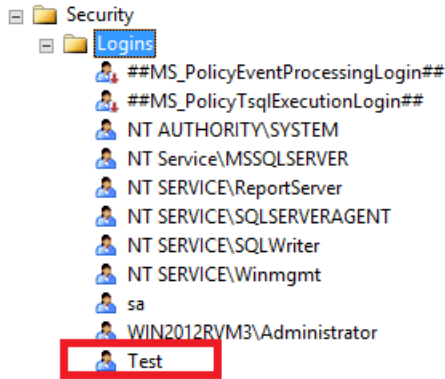 Security
Logins
##MS_PolicyEventProcessingLogin##
##MS_PolicyTsqlExecutionLogin##
NT AUTHORITY\SYSTEM
NT Service\MSSQLSERVER
NT SERVICE\ReportServer
NT SERVICE\SQLSERVERAGENT
NT SERVICE\SQLWriter
NT SERVICE\Winmgmt
sa
WIN2012RVM3\Administrator
Test